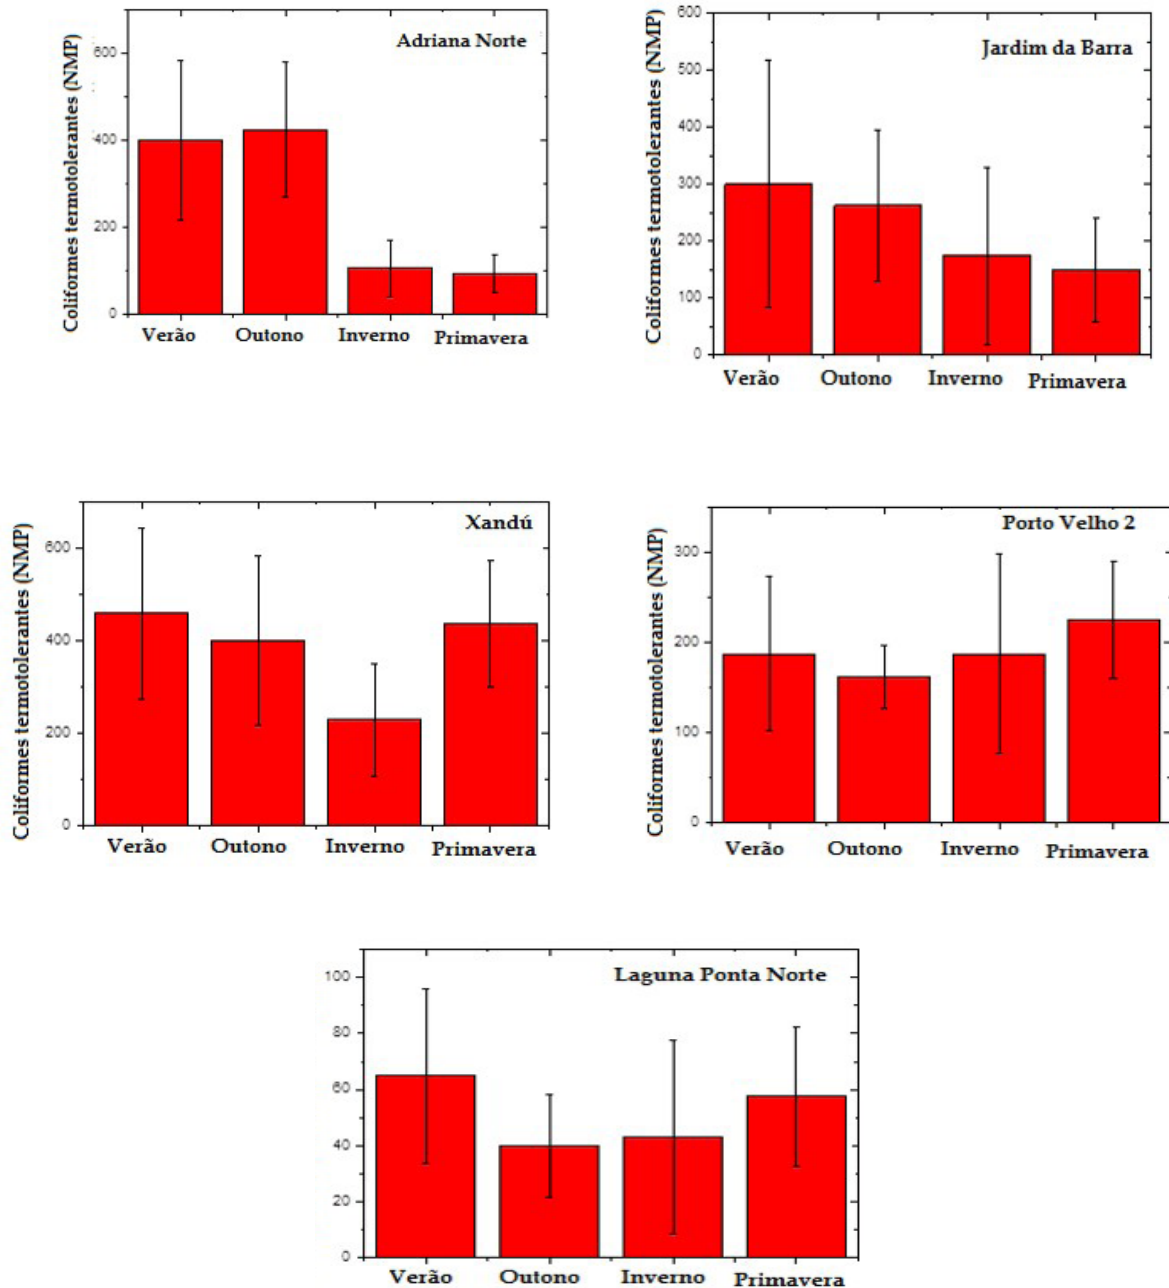 Adriana Norte
Coliformes termotolerantes (NMP)
600
400
200
0
Verão Outono Inverno Primavera
Jardim da Barra
Coliformes termotolerantes (NMP)
600
500
400
300
200
100
0
Verão Outono Inverno Primavera
Xandú
Coliformes termotolerantes (NMP)
600
400
200
0
Verão Outono Inverno Primavera
Porto Velho 2
Coliformes termotolerantes (NMP)
300
200
100
0
Verão Outono Inverno Primavera
Laguna Ponta Norte
100
80
60
40
20
0
Verão Outono Inverno Primavera